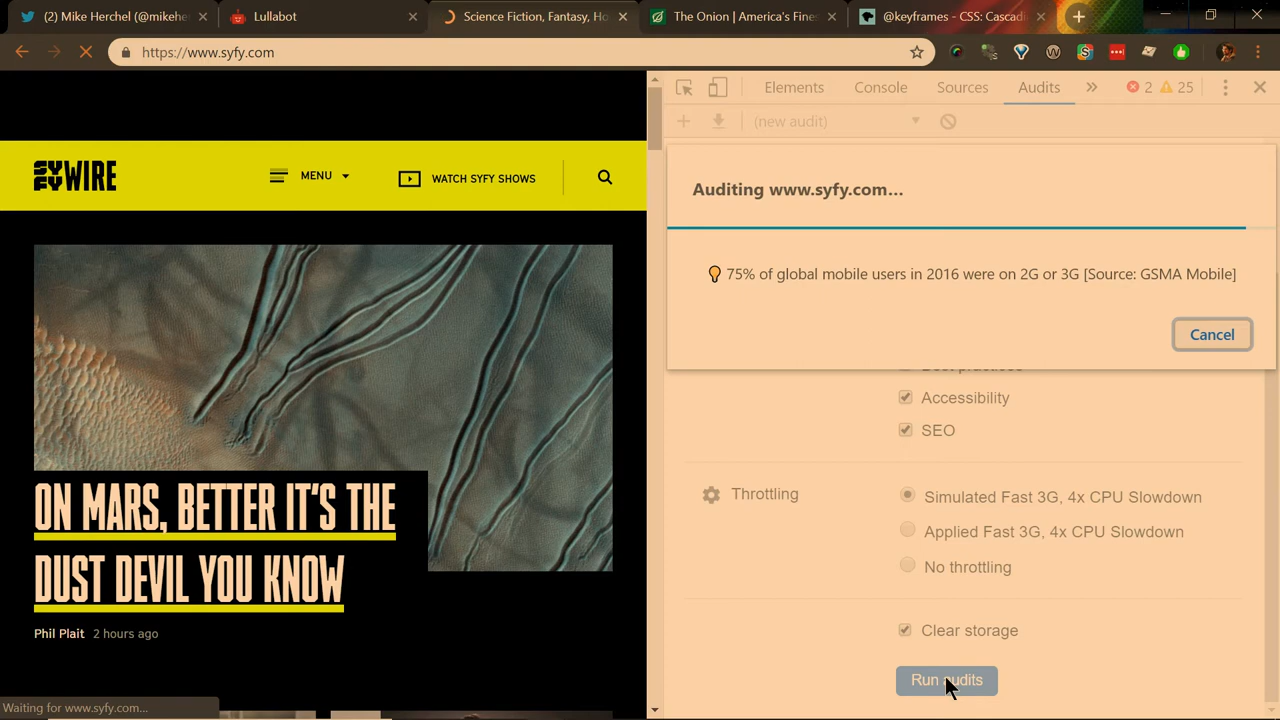 (2) Mike Herchel (@mikehe
Lullabot
Science Fiction, Fantasy, Ho
The Onion | America's Fines
@keyframes - CSS: Cascadi
https://www.syfy.com
Elements
Console
Sources
Audits
2
25
(new audit)
SYFY WIRE
MENU
WATCH SYFY SHOWS
Auditing www.syfy.com...
75% of global mobile users in 2016 were on 2G or 3G [Source: GSMA Mobile]
Cancel
Best practices
Accessibility
SEO
Throttling
Simulated Fast 3G, 4x CPU Slowdown
Applied Fast 3G, 4x CPU Slowdown
No throttling
Clear storage
Run audits
ON MARS, BETTER IT'S THE
DUST DEVIL YOU KNOW
Phil Plait 2 hours ago
Waiting for www.syfy.com...